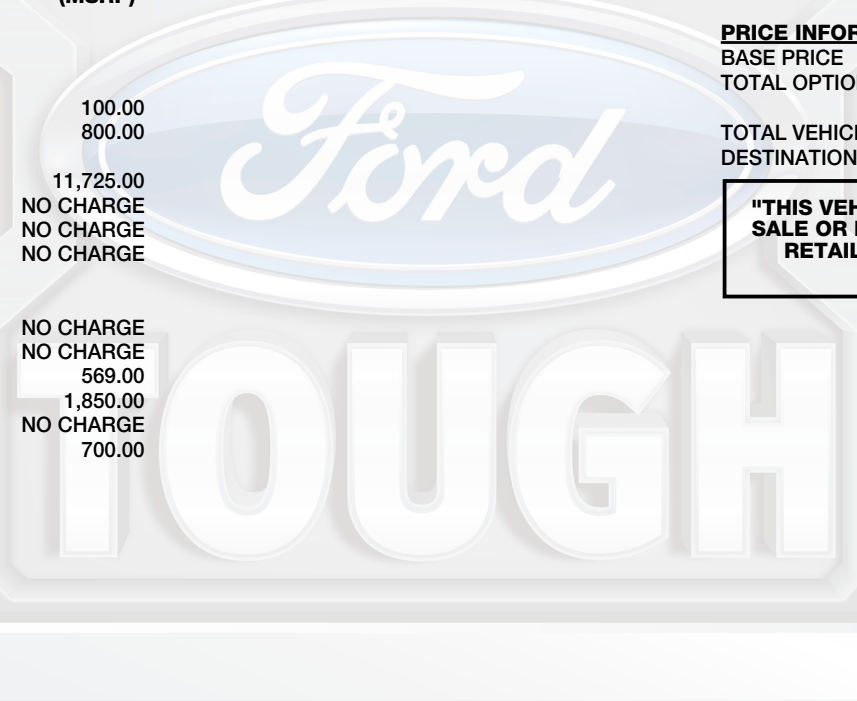 (MSRP)
100.00
800.00
11,725.00
NO CHARGE
NO CHARGE
NO CHARGE
NO CHARGE
NO CHARGE
569.00
1,850.00
NO CHARGE
700.00
PRICE INFOR
BASE PRICE
TOTAL OPTIO
TOTAL VEHIC
DESTINATION
"THIS VEH
SALE OR
RETAIL
Ford
TOUGH